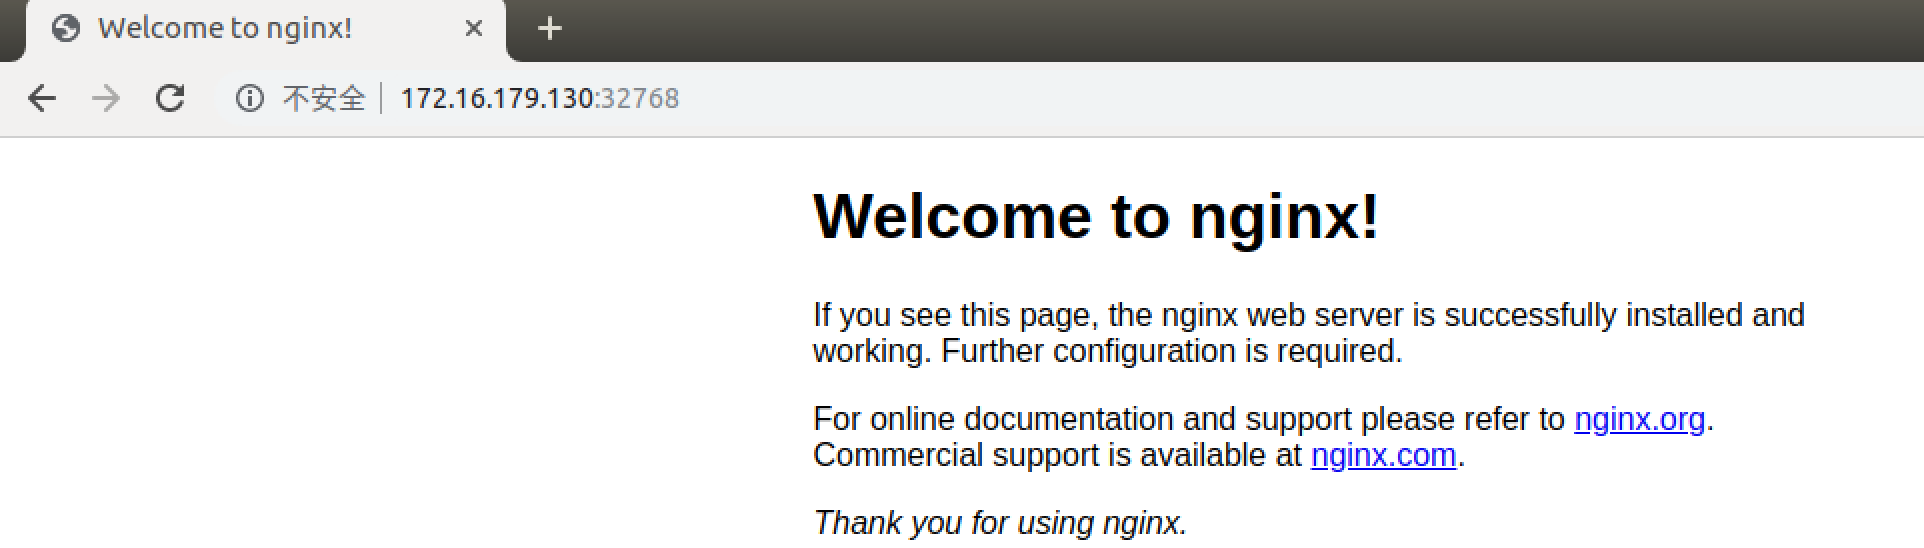 Welcome to nginx!
不安全 172.16.179.130:32768
Welcome to nginx!
If you see this page, the nginx web server is successfully installed and
working. Further configuration is required.
For online documentation and support please refer to nginx.org.
Commercial support is available at nginx.com.
Thank you for using nginx.